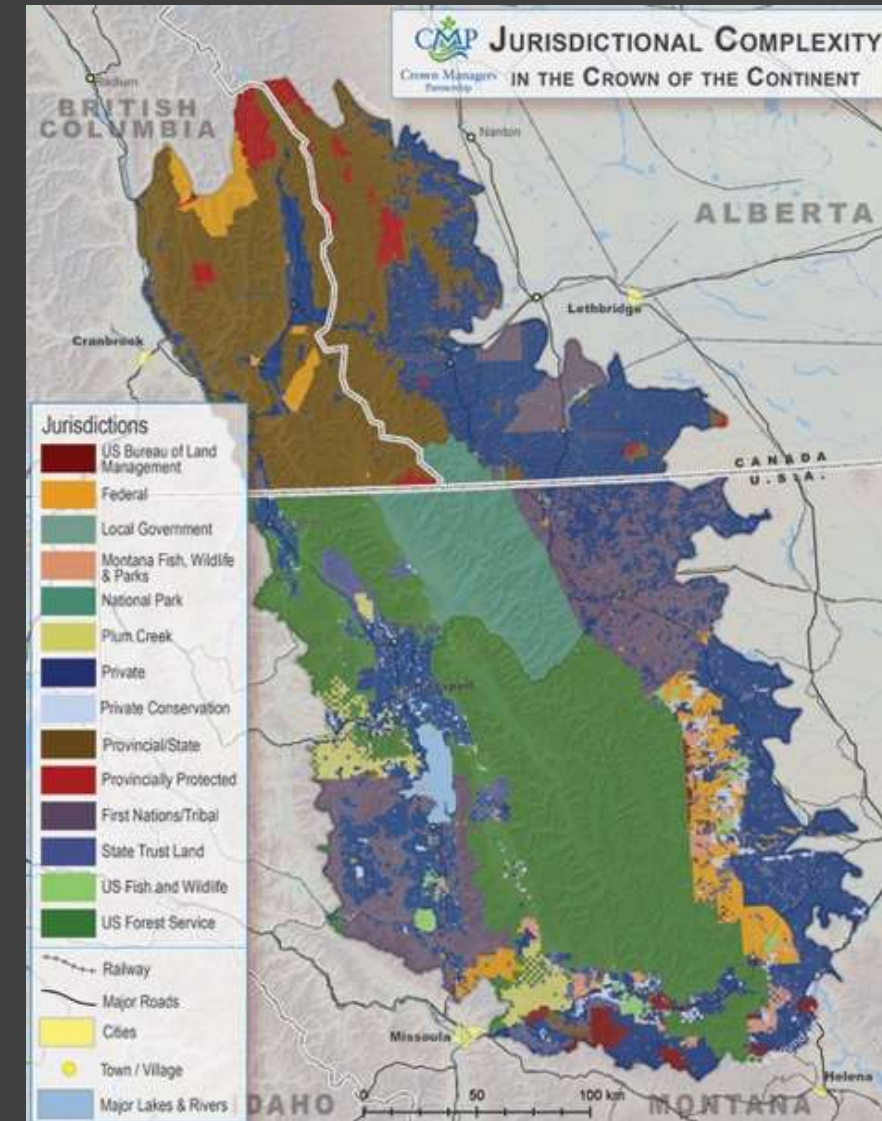 CMP
Crown Managers
Partnership
JURISDICTIONAL COMPLEXITY
IN THE CROWN OF THE CONTINENT
Radium
BRITISH
COLUMBIA
Nanton
ALBERTA
Lethbridge
Cranbrook
CANADA
U.S.A.
Jurisdictions
US Bureau of Land
Management
Federal
Local Government
Montana Fish, Wildlife
& Parks
National Park
Plum Creek
Private
Private Conservation
Provincial/State
Provincially Protected
First Nations/Tribal
State Trust Land
US Fish and Wildlife
US Forest Service
Railway
Major Roads
Cities
Town / Village
Major Lakes & Rivers
Missoula
Helena
DAHO
0 50 100 km
MONTANA